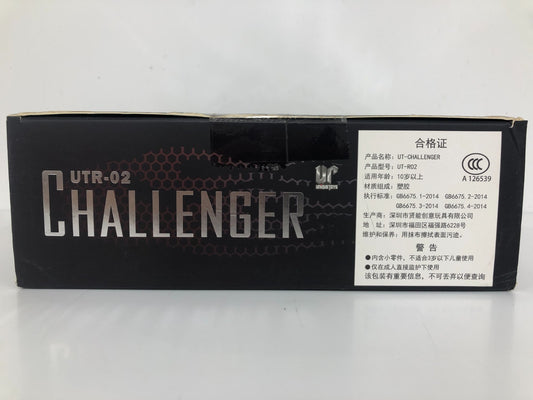 UTR-02
CHALLENGER
合格证
产品名称: UT-CHALLENGER
产品型号: UT-R02
适用年龄: 10岁以上
材质组成: 塑胶
执行标准: GB6675.1-2014 GB6675.2-2014
GB6675.3-2014 GB6675.4-2014
生产商: 深圳市贤能创意玩具有限公司
地址: 深圳市福田区福强路6228号
维护和保养: 用抹布擦拭表面污迹。
CCC
A 126539
警告
●内含小零件，不适合3岁以下儿童使用
●仅在成人直接监护下使用
该包装有重要信息，不可丢弃以便查询